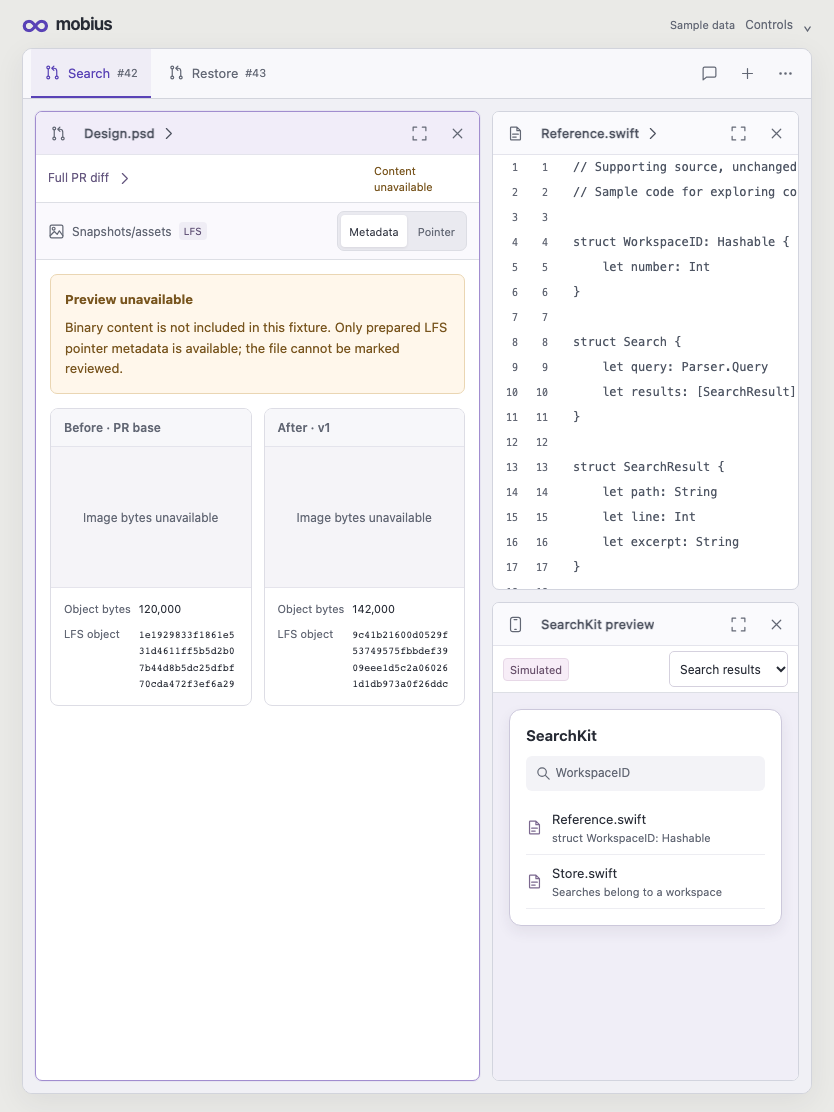 mobius
Sample data Controls
Search #42
Restore #43
Design.psd
Full PR diff
Content
unavailable
Snapshots/assets LFS
Metadata Pointer
Preview unavailable
Binary content is not included in this fixture. Only prepared LFS
pointer metadata is available; the file cannot be marked
reviewed.
Before · PR base
Image bytes unavailable
Object bytes 120,000
LFS object 1e1929833f1861e5
31d4611ff5b5d2b0
7b44d8b5dc25dfbf
70cda472f3ef6a29
After · v1
Image bytes unavailable
Object bytes 142,000
LFS object 9c41b21600d0529f
53749575fbbdef39
09eee1d5c2a06026
1d1db973a0f26ddc
Reference.swift
1 1 // Supporting source, unchanged
2 2 // Sample code for exploring co
3 3
4 4 struct WorkspaceID: Hashable {
5 5 let number: Int
6 6 }
7 7
8 8 struct Search {
9 9 let query: Parser.Query
10 10 let results: [SearchResult]
11 11 }
12 12
13 13 struct SearchResult {
14 14 let path: String
15 15 let line: Int
16 16 let excerpt: String
17 17 }
SearchKit preview
Simulated
Search results
SearchKit
WorkspaceID
Reference.swift
struct WorkspaceID: Hashable
Store.swift
Searches belong to a workspace